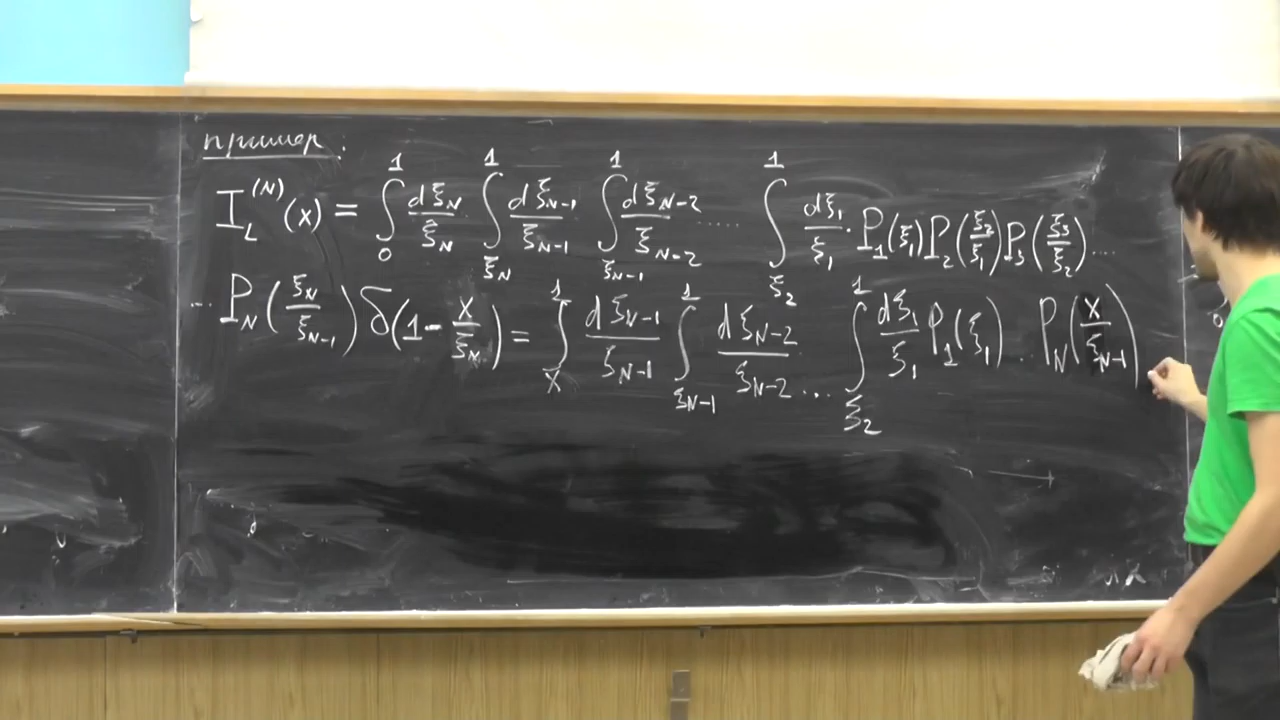 пример:
I_L^{(N)}(x) = ∫_0^1 dξ_N/ξ_N ∫_{ξ_N}^1 dξ_{N-1}/ξ_{N-1} ∫_{ξ_{N-1}}^1 dξ_{N-2}/ξ_{N-2} ..... ∫_{ξ_2}^1 dξ_1/ξ_1 · P_1(ξ_1) P_2(ξ_2/ξ_1) P_3(ξ_3/ξ_2) ....
... P_N(ξ_N/ξ_{N-1}) δ(1 - x/ξ_N) = ∫_x^1 dξ_{N-1}/ξ_{N-1} ∫_{ξ_{N-1}}^1 dξ_{N-2}/ξ_{N-2} ... ∫_{ξ_2}^1 dξ_1/ξ_1 P_1(ξ_1) .. P_N(x/ξ_{N-1})